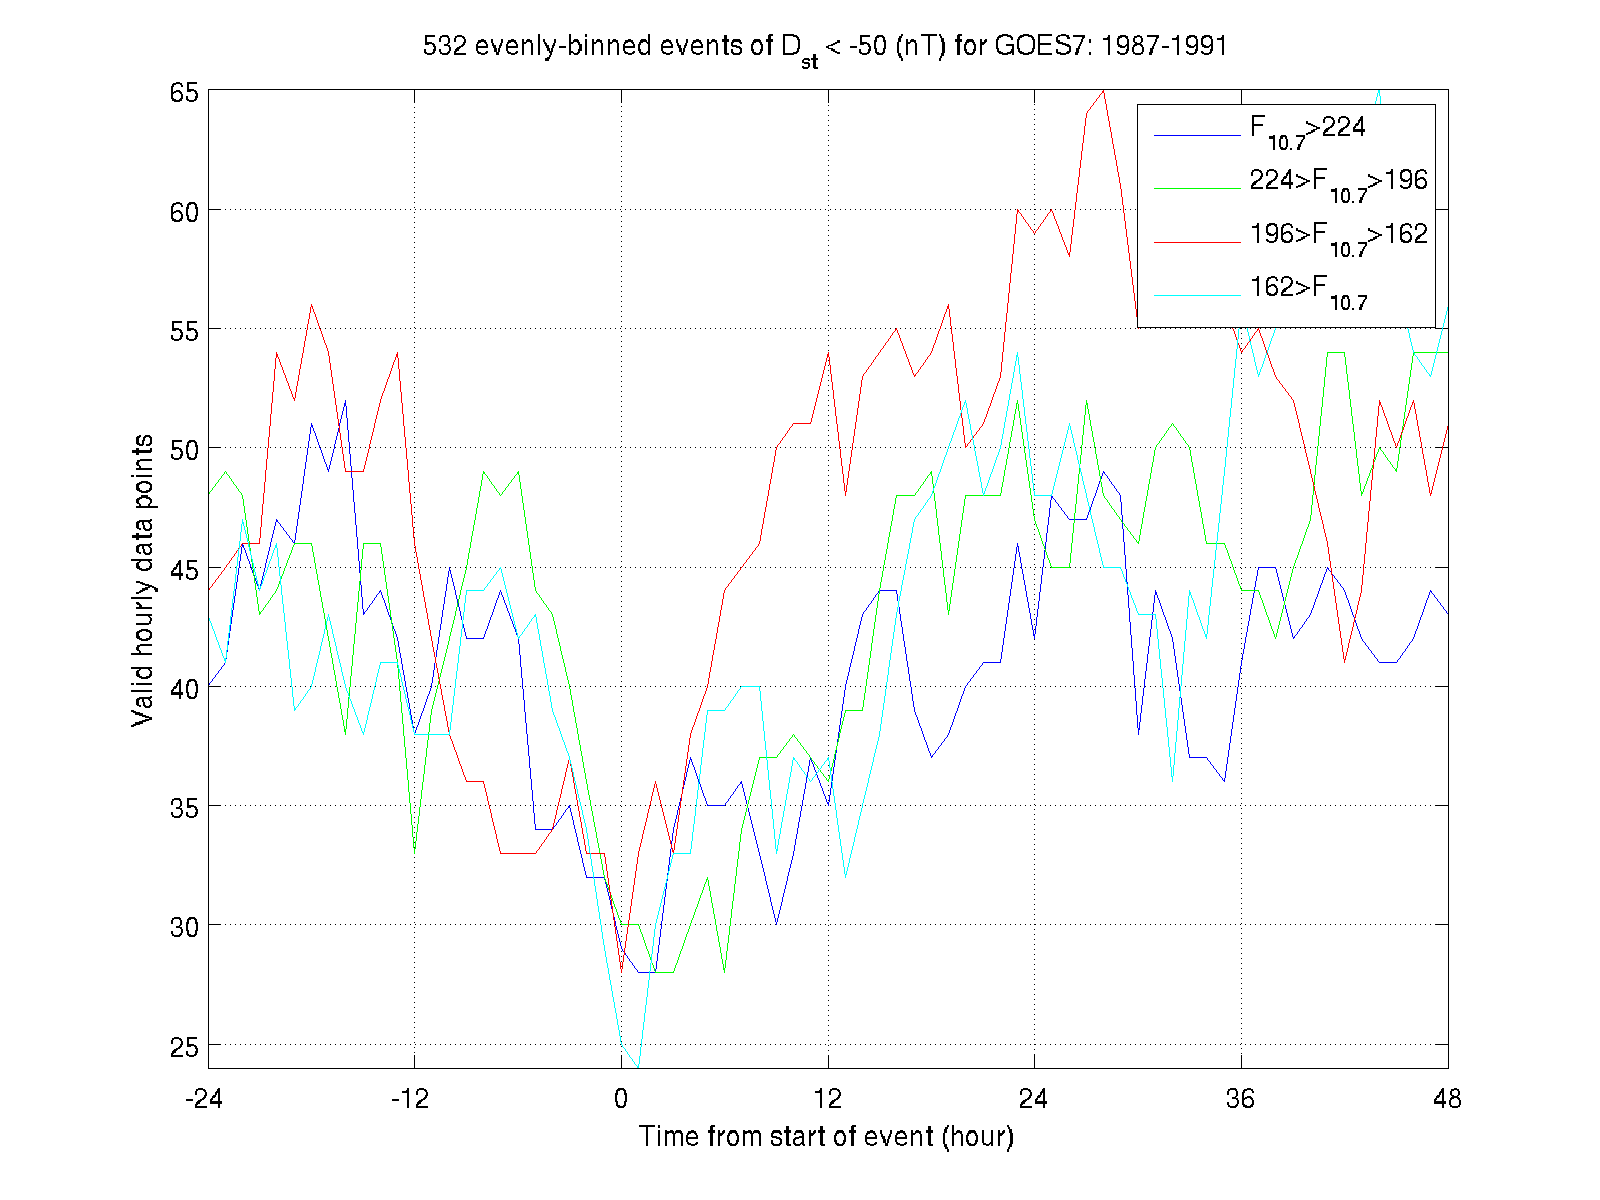 532 evenly-binned events of Dst < -50 (nT) for GOES7: 1987-1991
65
60
55
50
45
40
35
30
25
Valid hourly data points
F10.7>224
224>F10.7>196
196>F10.7>162
162>F10.7
-24
-12
0
12
24
36
48
Time from start of event (hour)